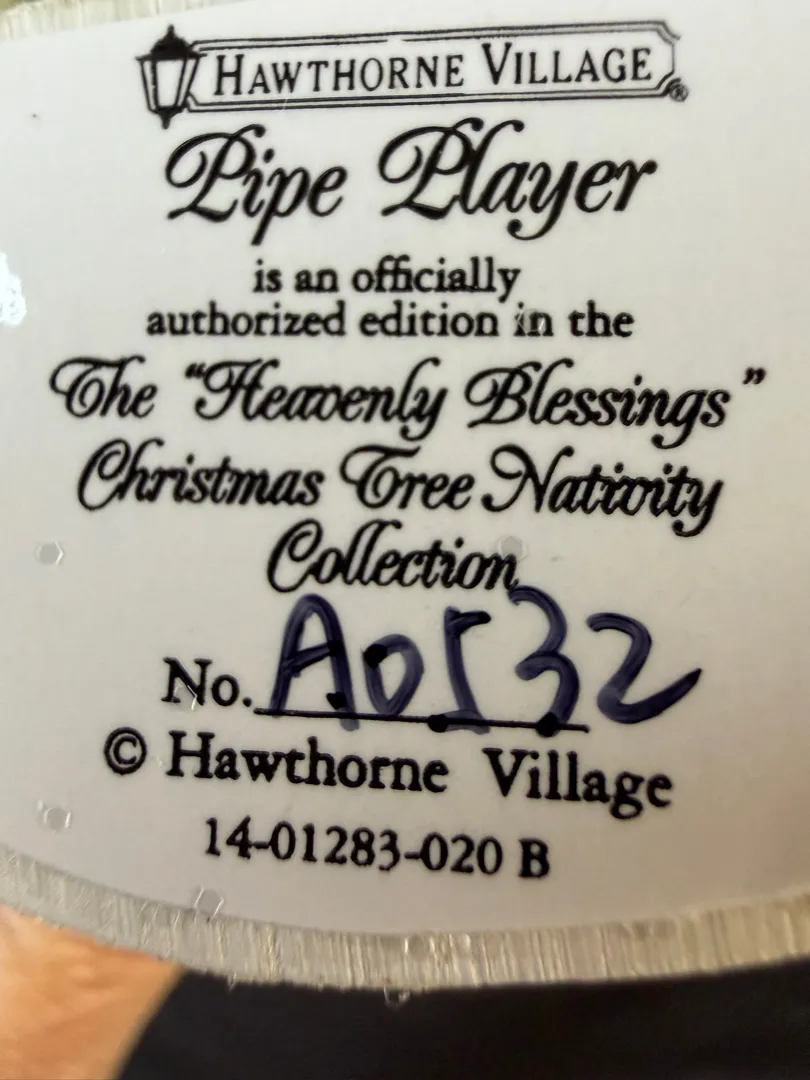 HAWTHORNE VILLAGE®
Pipe Player
is an officially
authorized edition in the
The "Heavenly Blessings"
Christmas Tree Nativity
Collection
No. A0132
© Hawthorne Village
14-01283-020 B